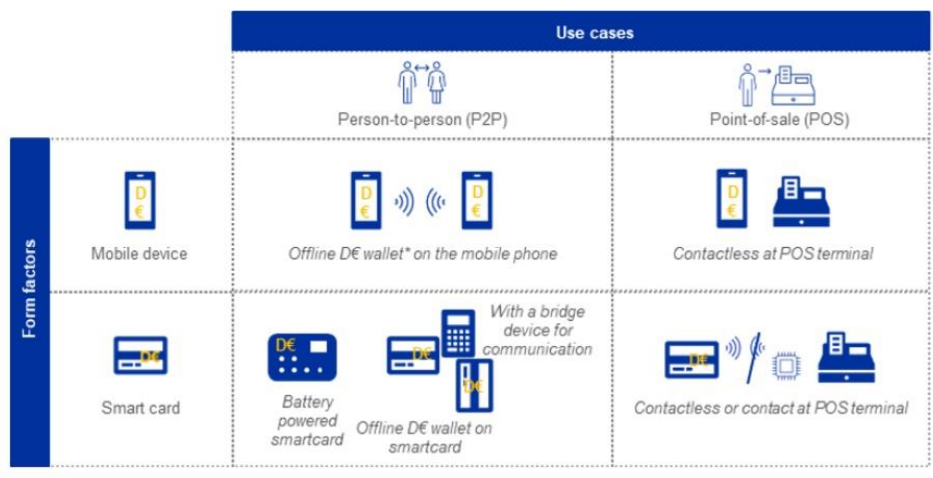 Use cases
Person-to-person (P2P)
Point-of-sale (POS)
Form factors
D
€
Mobile device
D
€
D
€
Offline D€ wallet* on the mobile phone
D
€
Contactless at POS terminal
D€
Smart card
D€
Battery
powered
smartcard
D€
D€
With a bridge
device for
communication
Offline D€ wallet on
smartcard
D€
Contactless or contact at POS terminal